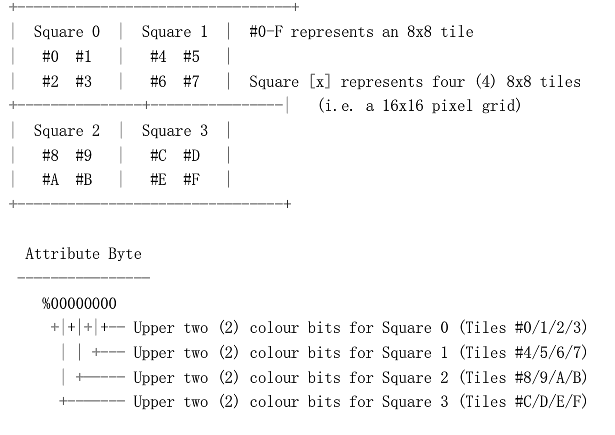 +---------------------------------+
|  Square 0  |  Square 1  |  #0-F represents an 8x8 tile
|   #0  #1   |   #4  #5   |
|   #2  #3   |   #6  #7   |  Square [x] represents four (4) 8x8 tiles
+---------------+----------------|   (i.e. a 16x16 pixel grid)
|  Square 2  |  Square 3  |
|   #8  #9   |   #C  #D   |
|   #A  #B   |   #E  #F   |
+--------------------------------+
Attribute Byte
----------------
%00000000
+|+|+|+-- Upper two (2) colour bits for Square 0 (Tiles #0/1/2/3)
| | +--- Upper two (2) colour bits for Square 1 (Tiles #4/5/6/7)
| +----- Upper two (2) colour bits for Square 2 (Tiles #8/9/A/B)
+------- Upper two (2) colour bits for Square 3 (Tiles #C/D/E/F)